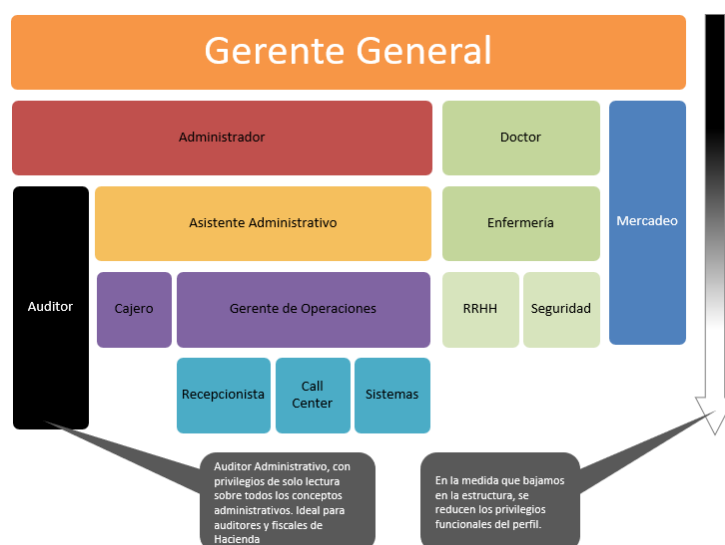 Gerente General
Administrador
Doctor
Mercadeo
Asistente Administrativo
Enfermería
Auditor
Cajero
Gerente de Operaciones
RRHH
Seguridad
Recepcionista
Call
Center
Sistemas
Auditor Administrativo, con
privilegios de solo lectura
sobre todos los conceptos
administrativos. Ideal para
auditores y fiscales de
Hacienda
En la medida que bajamos
en la estructura, se
reducen los privilegios
funcionales del perfil.